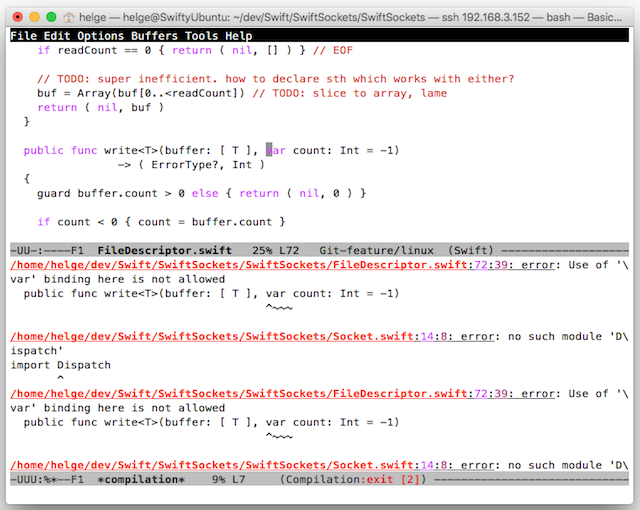 helge — helge@SwiftyUbuntu: ~/dev/Swift/SwiftSockets/SwiftSockets — ssh 192.168.3.152 — bash — Basic...
File Edit Options Buffers Tools Help
    if readCount == 0 { return ( nil, [] ) } // EOF

    // TODO: super inefficient. how to declare sth which works with either?
    buf = Array(buf[0..<readCount]) // TODO: slice to array, lame
    return ( nil, buf )
  }

  public func write<T>(buffer: [ T ], var count: Int = -1)
                -> ( ErrorType?, Int )
  {
    guard buffer.count > 0 else { return ( nil, 0 ) }

    if count < 0 { count = buffer.count }

-UU-:----F1  FileDescriptor.swift   25% L72   Git-feature/linux  (Swift) -------------------
/home/helge/dev/Swift/SwiftSockets/SwiftSockets/FileDescriptor.swift:72:39: error: Use of '\
var' binding here is not allowed
  public func write<T>(buffer: [ T ], var count: Int = -1)
                                      ^~~~

/home/helge/dev/Swift/SwiftSockets/SwiftSockets/Socket.swift:14:8: error: no such module 'D\
ispatch'
import Dispatch
       ^
/home/helge/dev/Swift/SwiftSockets/SwiftSockets/FileDescriptor.swift:72:39: error: Use of '\
var' binding here is not allowed
  public func write<T>(buffer: [ T ], var count: Int = -1)
                                      ^~~~

/home/helge/dev/Swift/SwiftSockets/SwiftSockets/Socket.swift:14:8: error: no such module 'D\
-UUU:%*--F1  *compilation*    9% L7     (Compilation:exit [2]) -----------------------------